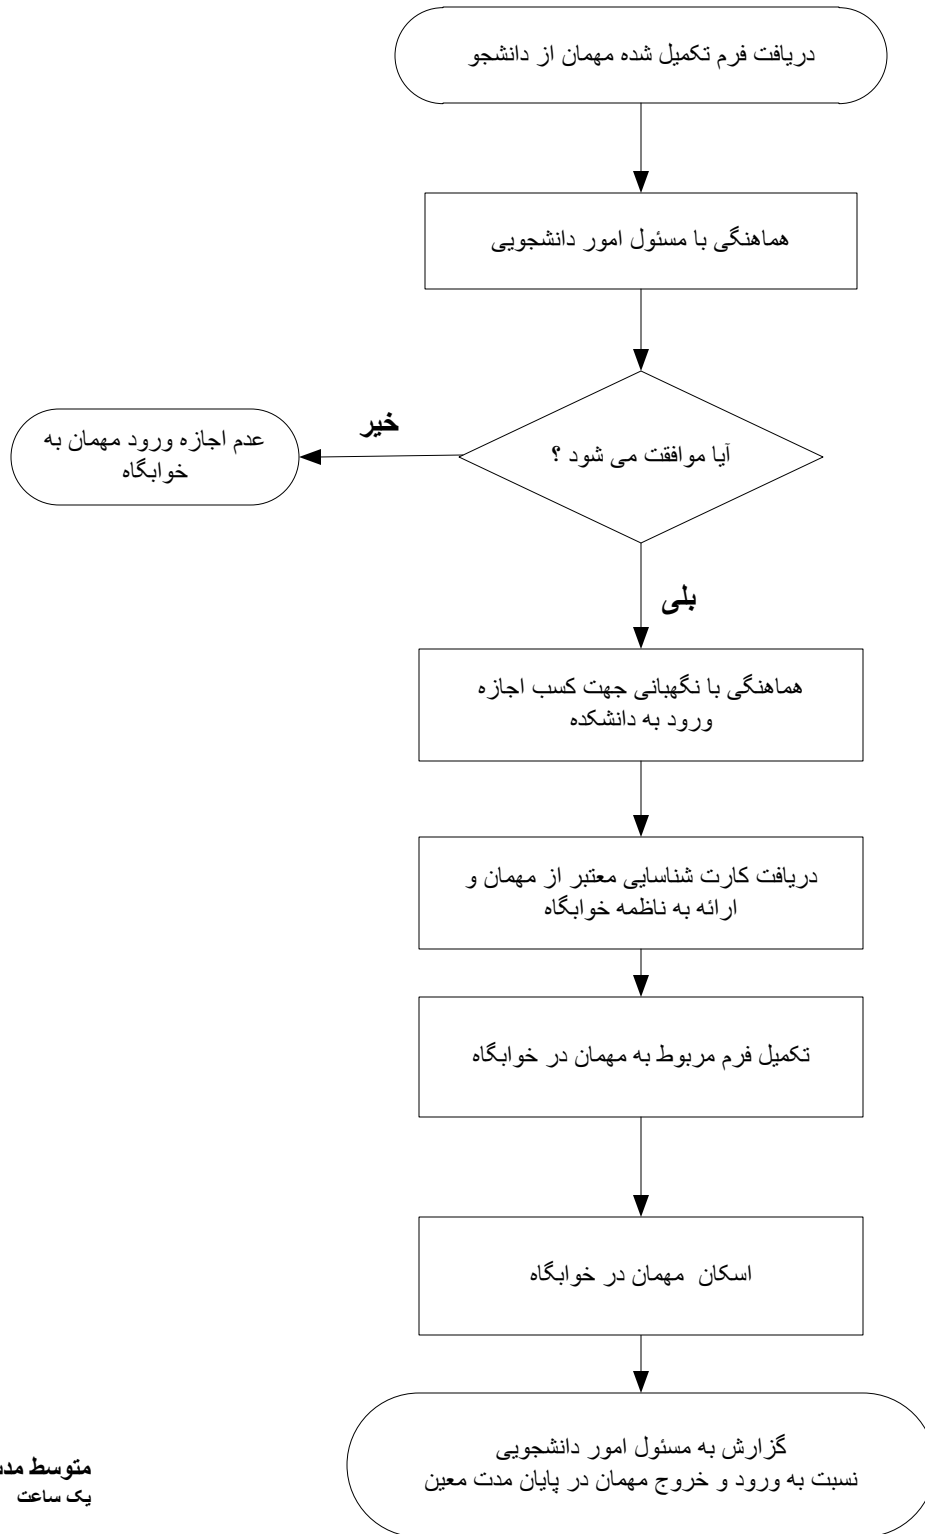 دریافت فرم تکمیل شده مهمان از دانشجو
هماهنگی با مسئول امور دانشجویی
آیا موافقت می شود ؟
خیر
عدم اجازه ورود مهمان به
خوابگاه
بلی
هماهنگی با نگهبانی جهت کسب اجازه
ورود به دانشکده
دریافت کارت شناسایی معتبر از مهمان و
ارائه به ناظمه خوابگاه
تکمیل فرم مربوط به مهمان در خوابگاه
اسکان مهمان در خوابگاه
گزارش به مسئول امور دانشجویی
نسبت به ورود و خروج مهمان در پایان مدت معین
متوسط
یک ساعت